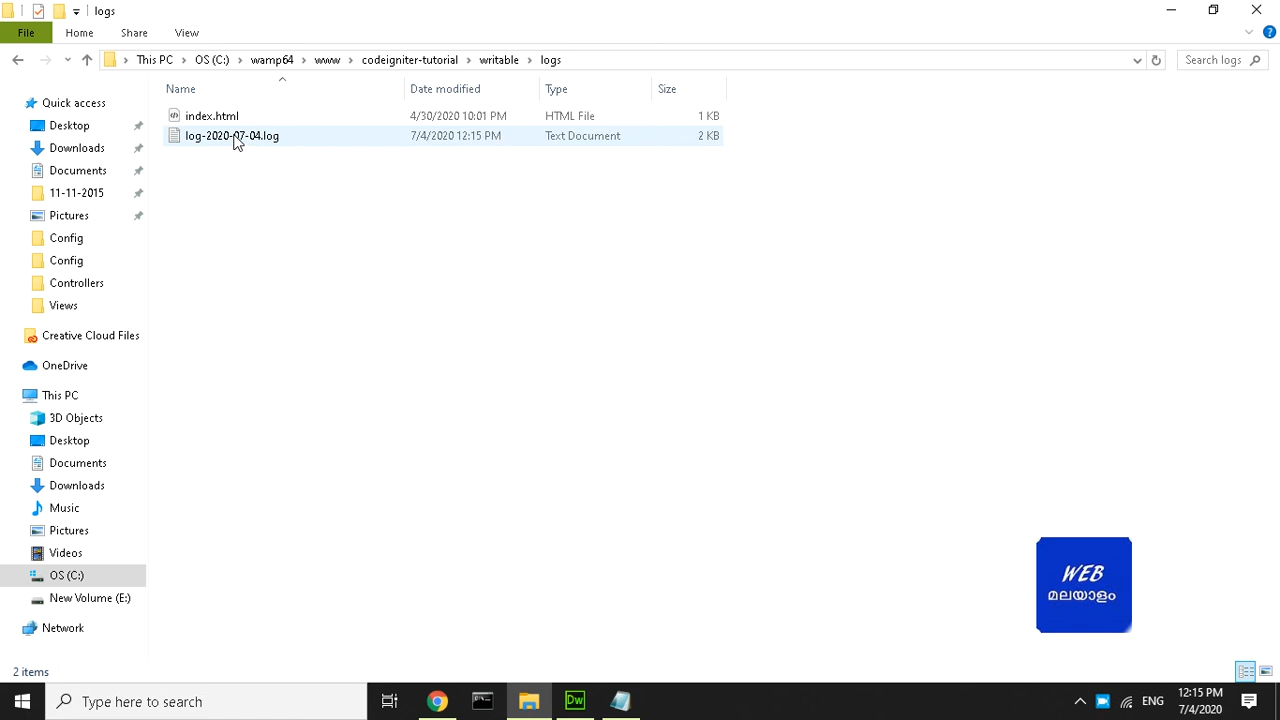 logs
File Home Share View
This PC OS (C:) wamp64 www codeigniter-tutorial writable logs
Search logs
Name Date modified Type Size
index.html 4/30/2020 10:01 PM HTML File 1 KB
log-2020-07-04.log 7/4/2020 12:15 PM Text Document 2 KB
Quick access
Desktop
Downloads
Documents
11-11-2015
Pictures
Config
Config
Controllers
Views
Creative Cloud Files
OneDrive
This PC
3D Objects
Desktop
Documents
Downloads
Music
Pictures
Videos
OS (C:)
New Volume (E:)
Network
WEB
മലയാളം
2 items
Type here to search
Dw
ENG
12:15 PM
7/4/2020